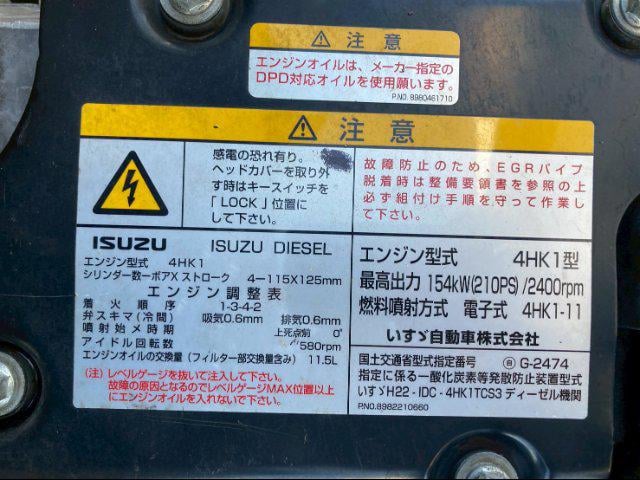 注意
エンジンオイルは、メーカー指定の
DPD対応オイルを使用願います。
P.NO. 8980461710
注意
感電の恐れ有り。
ヘッドカバーを取り外
す時はキースイッチを
「LOCK」位置に
して下さい。
故障防止のため、EGRパイプ
脱着時は整備要領書を参照の上
必ず組付け手順を守って作業し
て下さい。
ISUZU ISUZU DIESEL
エンジン型式 4HK1
シリンダー数ーボアXストローク 4ー115X125mm
エンジン調整表
着火順序 1-3-4-2
弁スキマ(冷間) 吸気0.6mm 排気0.6mm
噴射始メ時期 上死点前 0°
アイドル回転数 580rpm
エンジンオイルの交換量(フィルター部交換量含み) 11.5L
(注)レベルゲージを抜いて注入して下さい。
故障の原因となるのでレベルゲージMAX位置以上
にエンジンオイルを入れないで下さい。
エンジン型式 4HK1型
最高出力 154kW(210PS)/2400rpm
燃料噴射方式 電子式 4HK1-11
いすゞ自動車株式会社
国土交通省型式指定番号 自 G-2474
指定に係る一酸化炭素等発散防止装置型式
いすゞH22-IDC-4HK1TCS3 ディーゼル機関
P.NO.8982210660